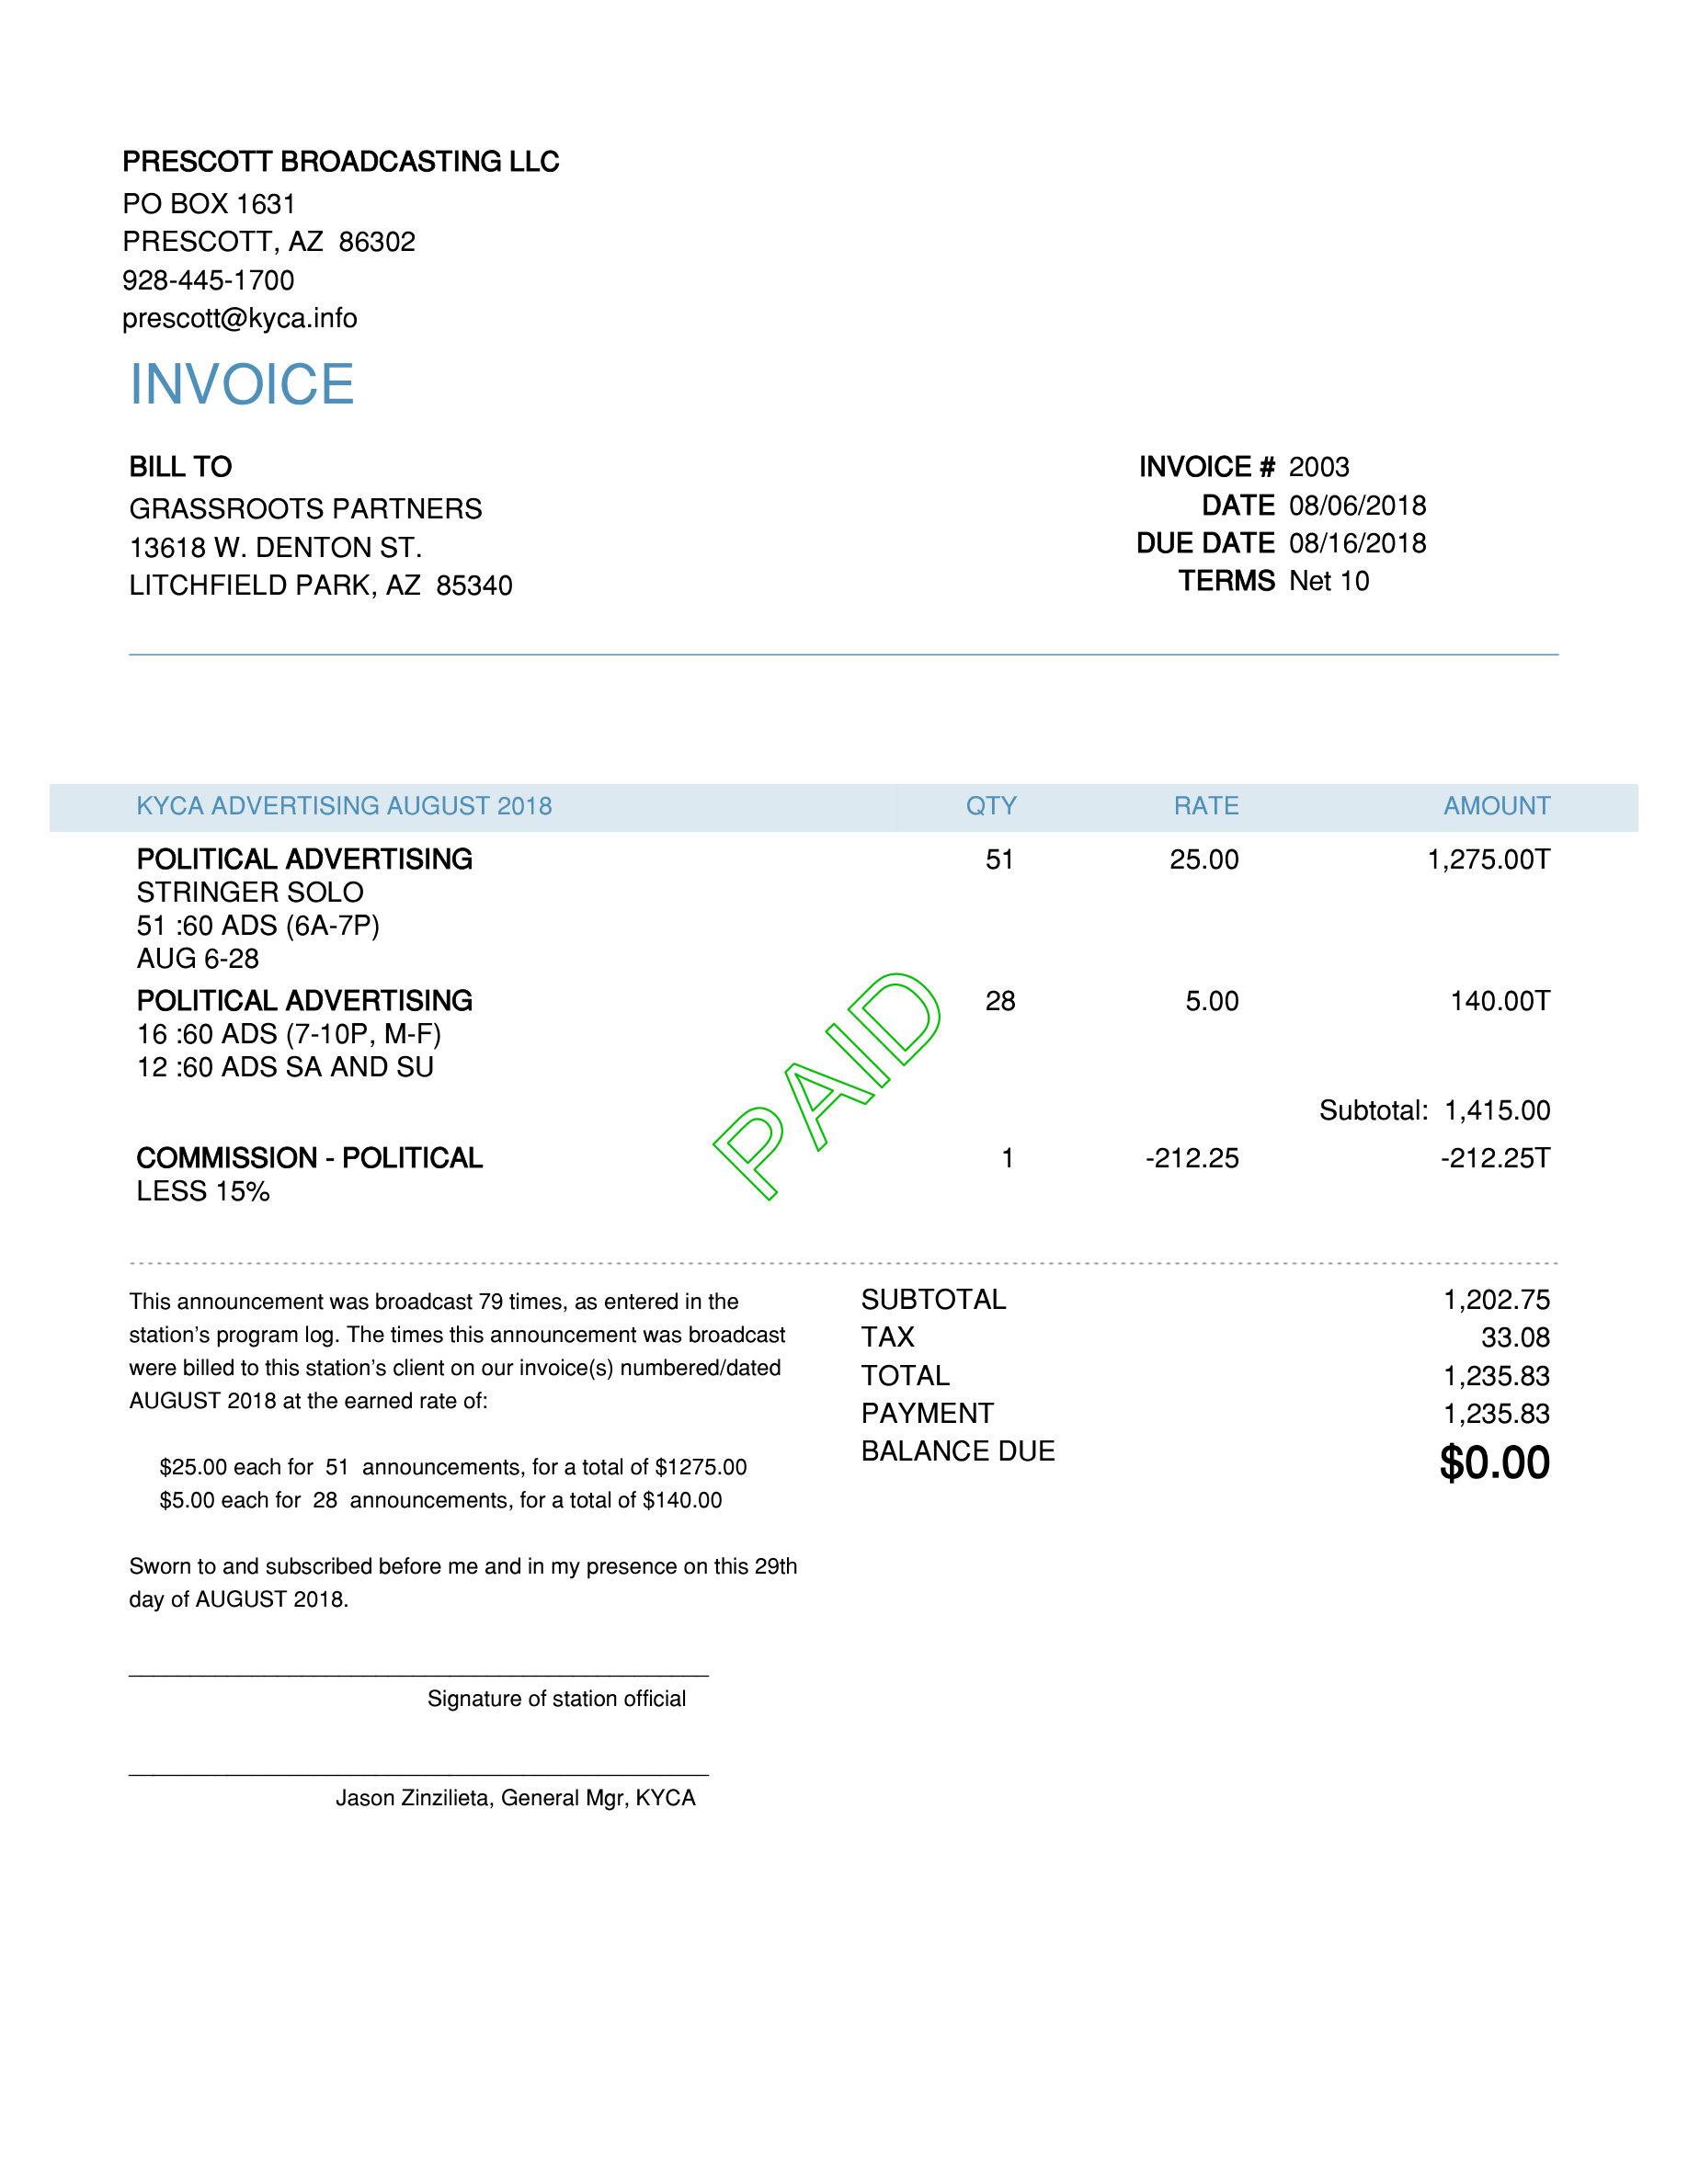 PRESCOTT BROADCASTING LLC
PO BOX 1631
PRESCOTT, AZ  86302
928-445-1700
prescott@kyca.info
INVOICE
BILL TO
GRASSROOTS PARTNERS
13618 W. DENTON ST.
LITCHFIELD PARK, AZ  85340
INVOICE # 2003
DATE 08/06/2018
DUE DATE 08/16/2018
TERMS Net 10
KYCA ADVERTISING AUGUST 2018 QTY RATE AMOUNT
POLITICAL ADVERTISING 51 25.00 1,275.00T
STRINGER SOLO
51 :60 ADS (6A-7P)
AUG 6-28
POLITICAL ADVERTISING 28 5.00 140.00T
16 :60 ADS (7-10P, M-F)
12 :60 ADS SA AND SU
Subtotal: 1,415.00
COMMISSION - POLITICAL 1 -212.25 -212.25T
LESS 15%
PAID
This announcement was broadcast 79 times, as entered in the
station's program log. The times this announcement was broadcast
were billed to this station's client on our invoice(s) numbered/dated
AUGUST 2018 at the earned rate of:
$25.00 each for  51  announcements, for a total of $1275.00
$5.00 each for  28  announcements, for a total of $140.00
Sworn to and subscribed before me and in my presence on this 29th
day of AUGUST 2018.
Signature of station official
Jason Zinzilieta, General Mgr, KYCA
SUBTOTAL 1,202.75
TAX 33.08
TOTAL 1,235.83
PAYMENT 1,235.83
BALANCE DUE $0.00